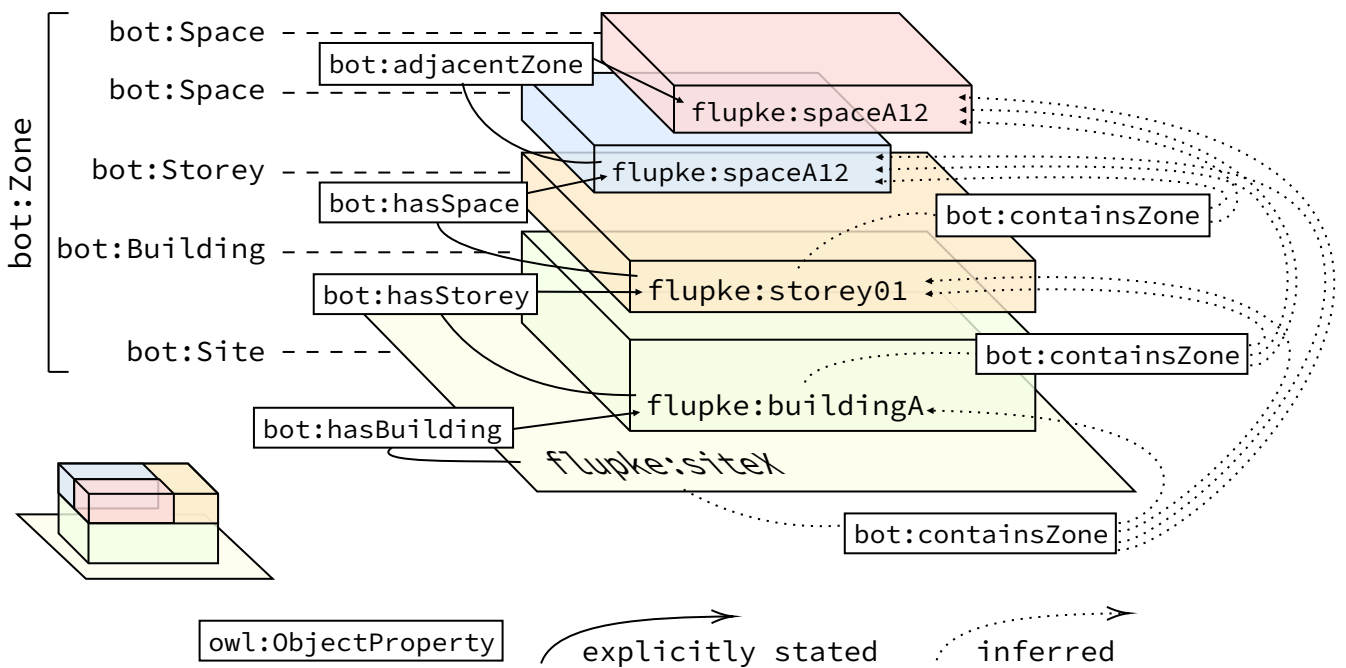 bot:Zone
bot:Space
bot:adjacentZone
bot:Space
flupke:spaceA12
bot:Storey
flupke:spaceA12
bot:hasSpace
bot:containsZone
bot:Building
bot:hasStorey
flupke:storey01
bot:Site
bot:containsZone
flupke:buildingA
bot:hasBuilding
flupke:siteX
bot:containsZone
owl:ObjectProperty
explicitly stated
inferred